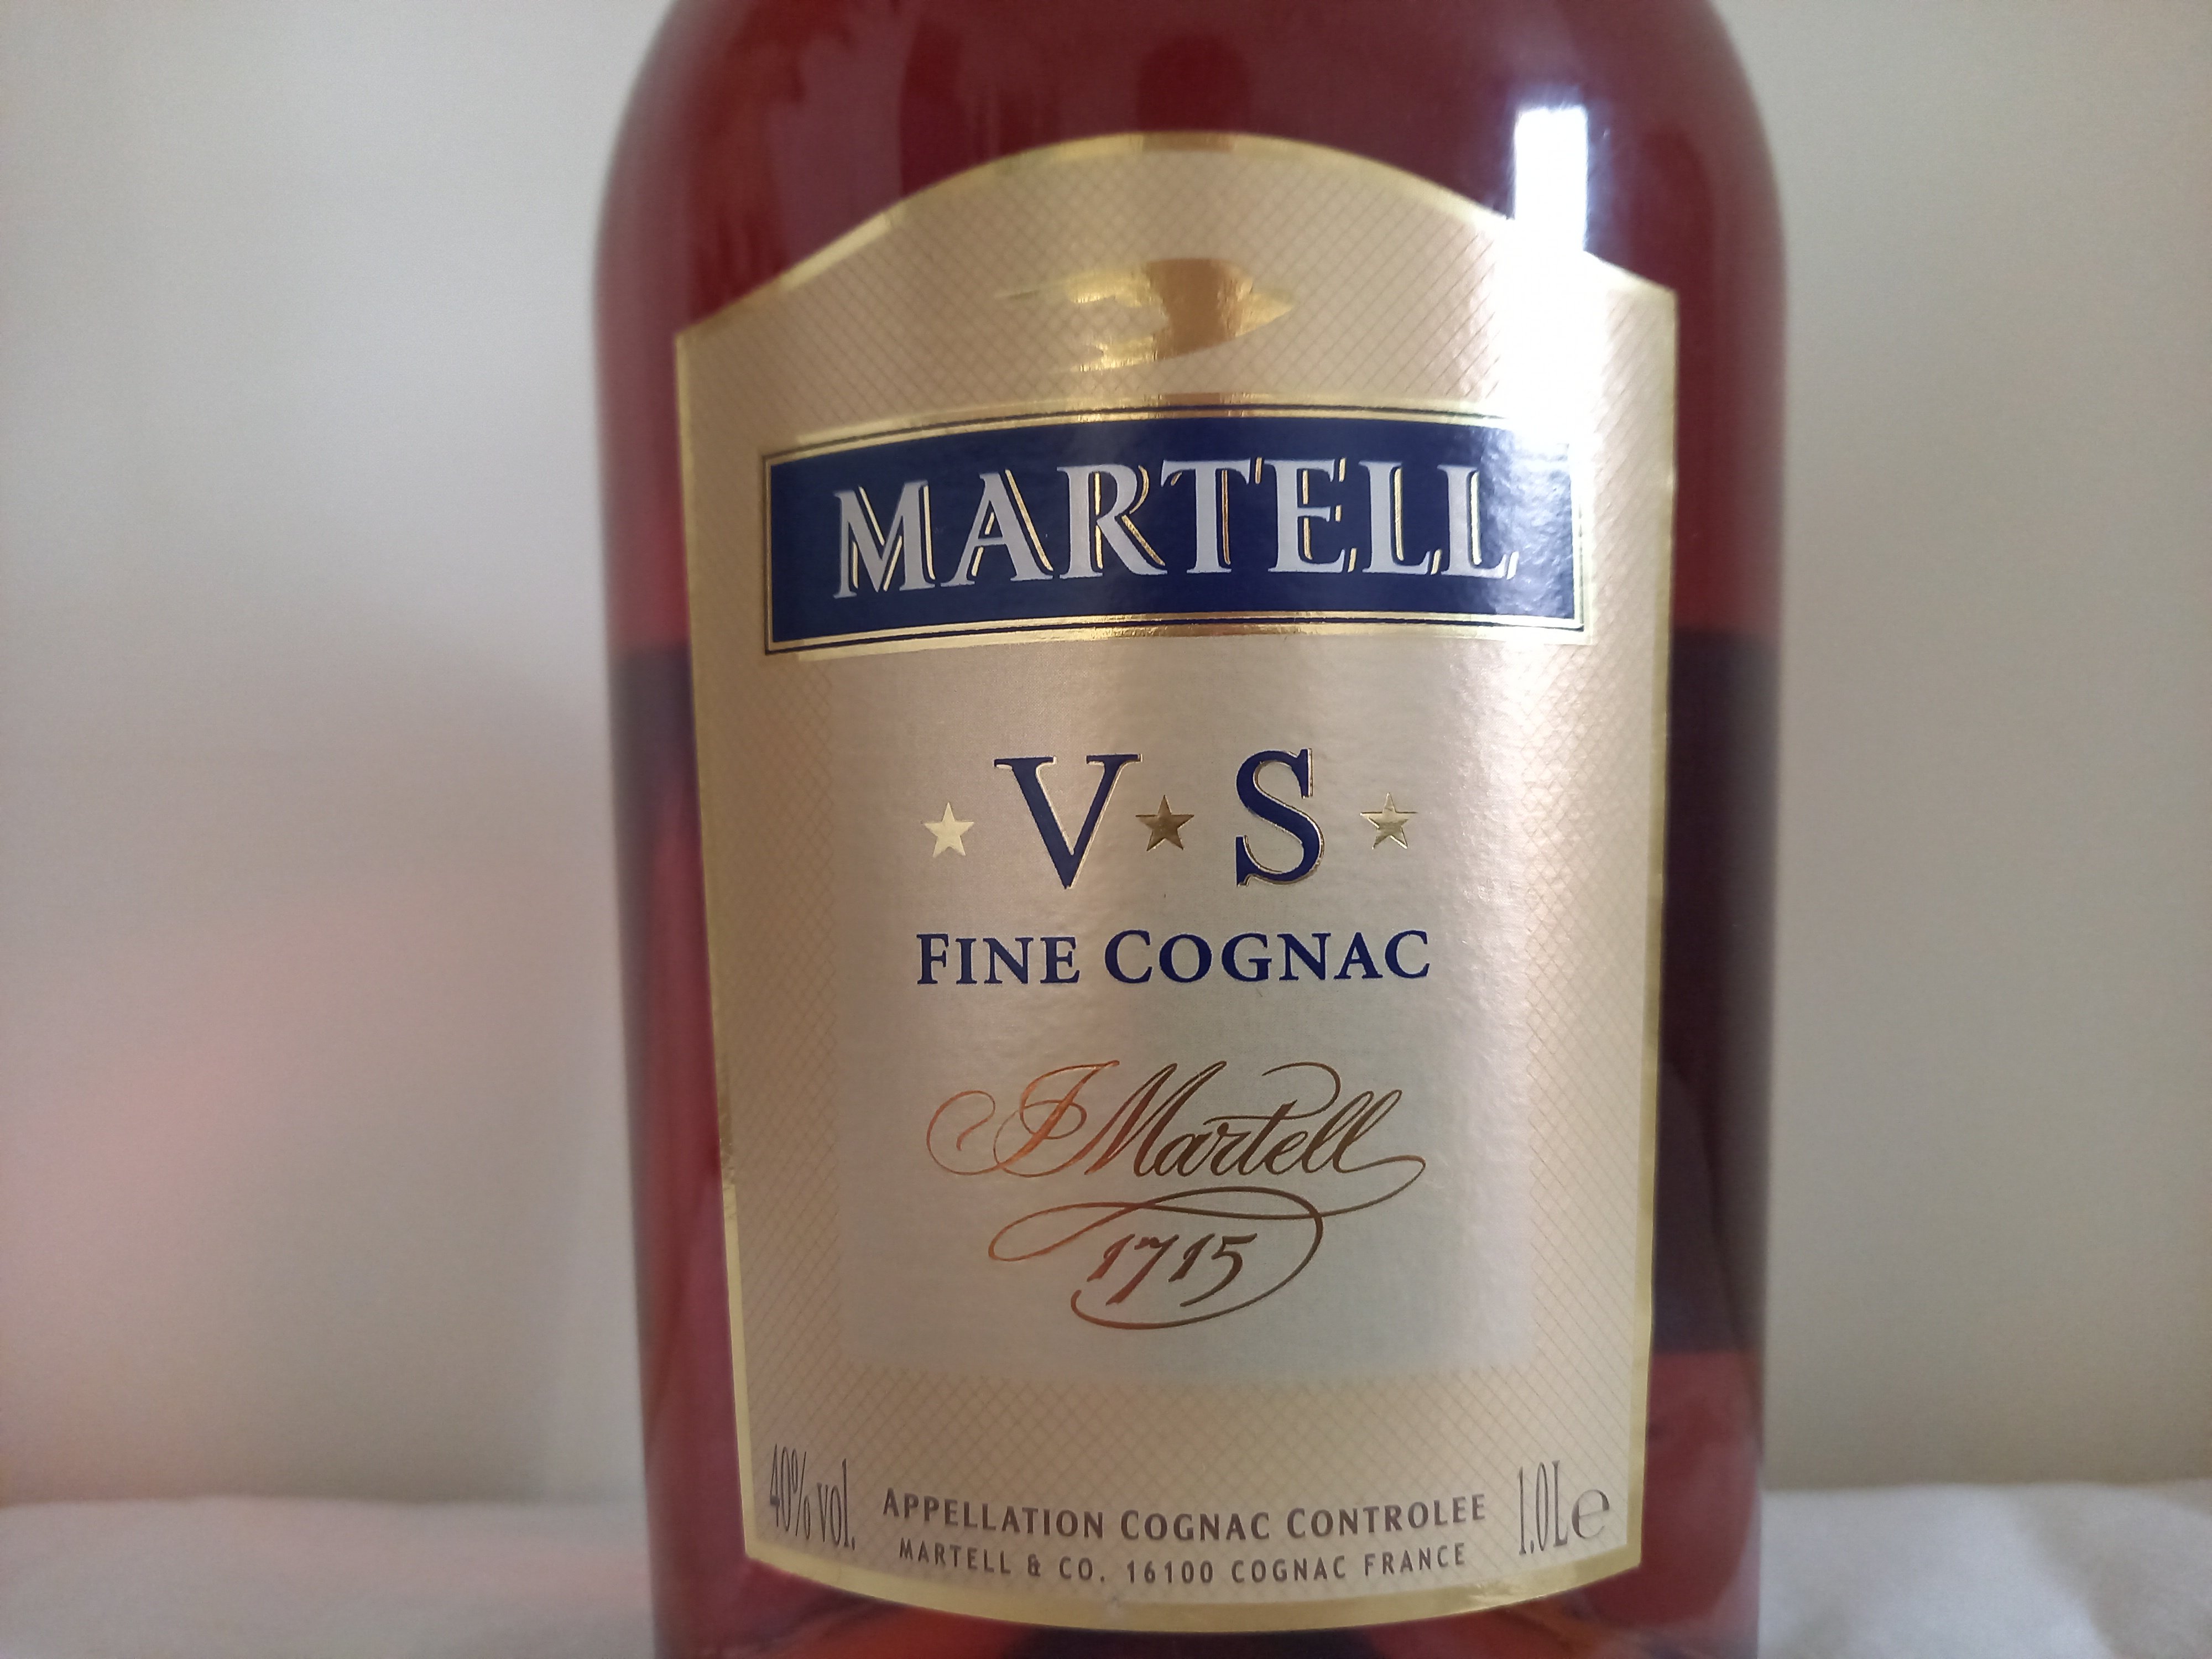 MARTELL
★ V ★ S ★
FINE COGNAC
J Martell
1715
40% vol. APPELLATION COGNAC CONTROLEE 1.0L e
MARTELL & CO. 16100 COGNAC FRANCE